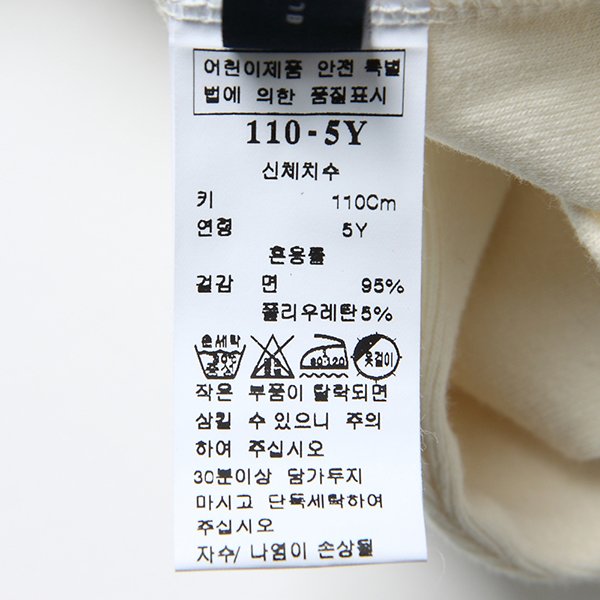 어린이제품 안전 특별
법에 의한 품질표시
110-5Y
신체치수
키 110Cm
연령 5Y
혼용률
겉감 면 95%
폴리우레탄 5%
손세탁 80-120 옷걸이
작은 부품이 탈락되면
삼킬 수 있으니 주의
하여 주십시오
30분이상 담가두지
마시고 단독세탁하여
주십시오
자수/ 나염이 손상될